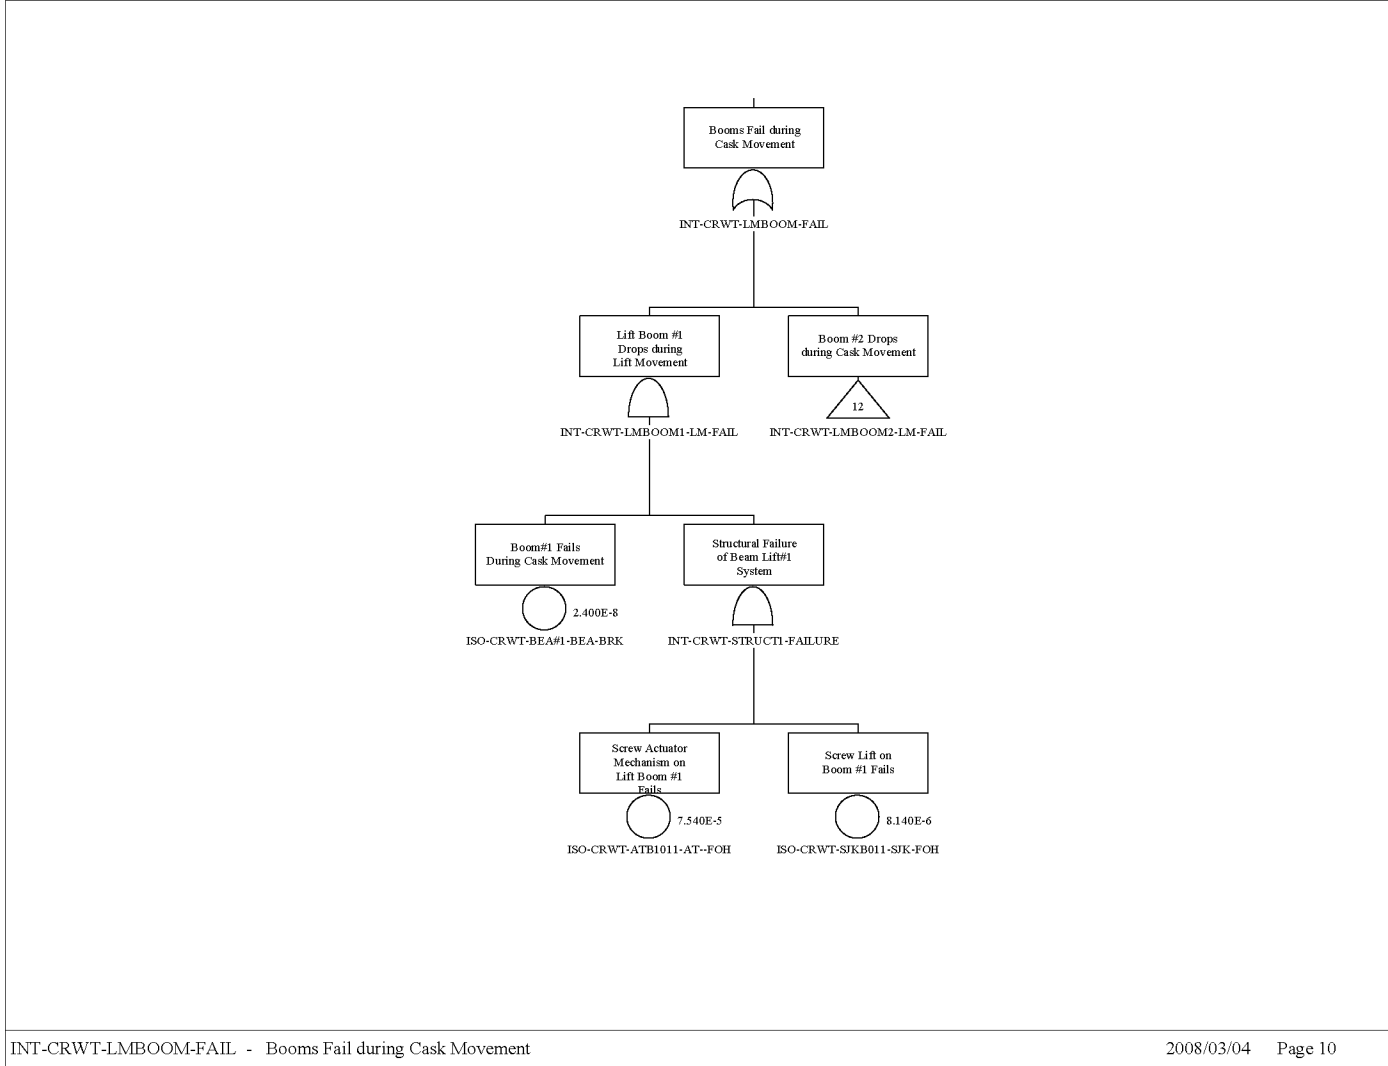 Booms Fail during
Cask Movement
INT-CRWT-LMBOOM-FAIL
Lift Boom #1
Drops during
Lift Movement
INT-CRWT-LMBOOM1-LM-FAIL
Boom #2 Drops
during Cask Movement
12
INT-CRWT-LMBOOM2-LM-FAIL
Boom#1 Fails
During Cask Movement
2.400E-8
ISO-CRWT-BEA#1-BEA-BRK
Structural Failure
of Beam Lift#1
System
INT-CRWT-STRUCT1-FAILURE
Screw Actuator
Mechanism on
Lift Boom #1
Fails
7.540E-5
ISO-CRWT-ATB1011-AT--FOH
Screw Lift on
Boom #1 Fails
8.140E-6
ISO-CRWT-SJKB011-SJK-FOH
INT-CRWT-LMBOOM-FAIL - Booms Fail during Cask Movement
2008/03/04 Page 10